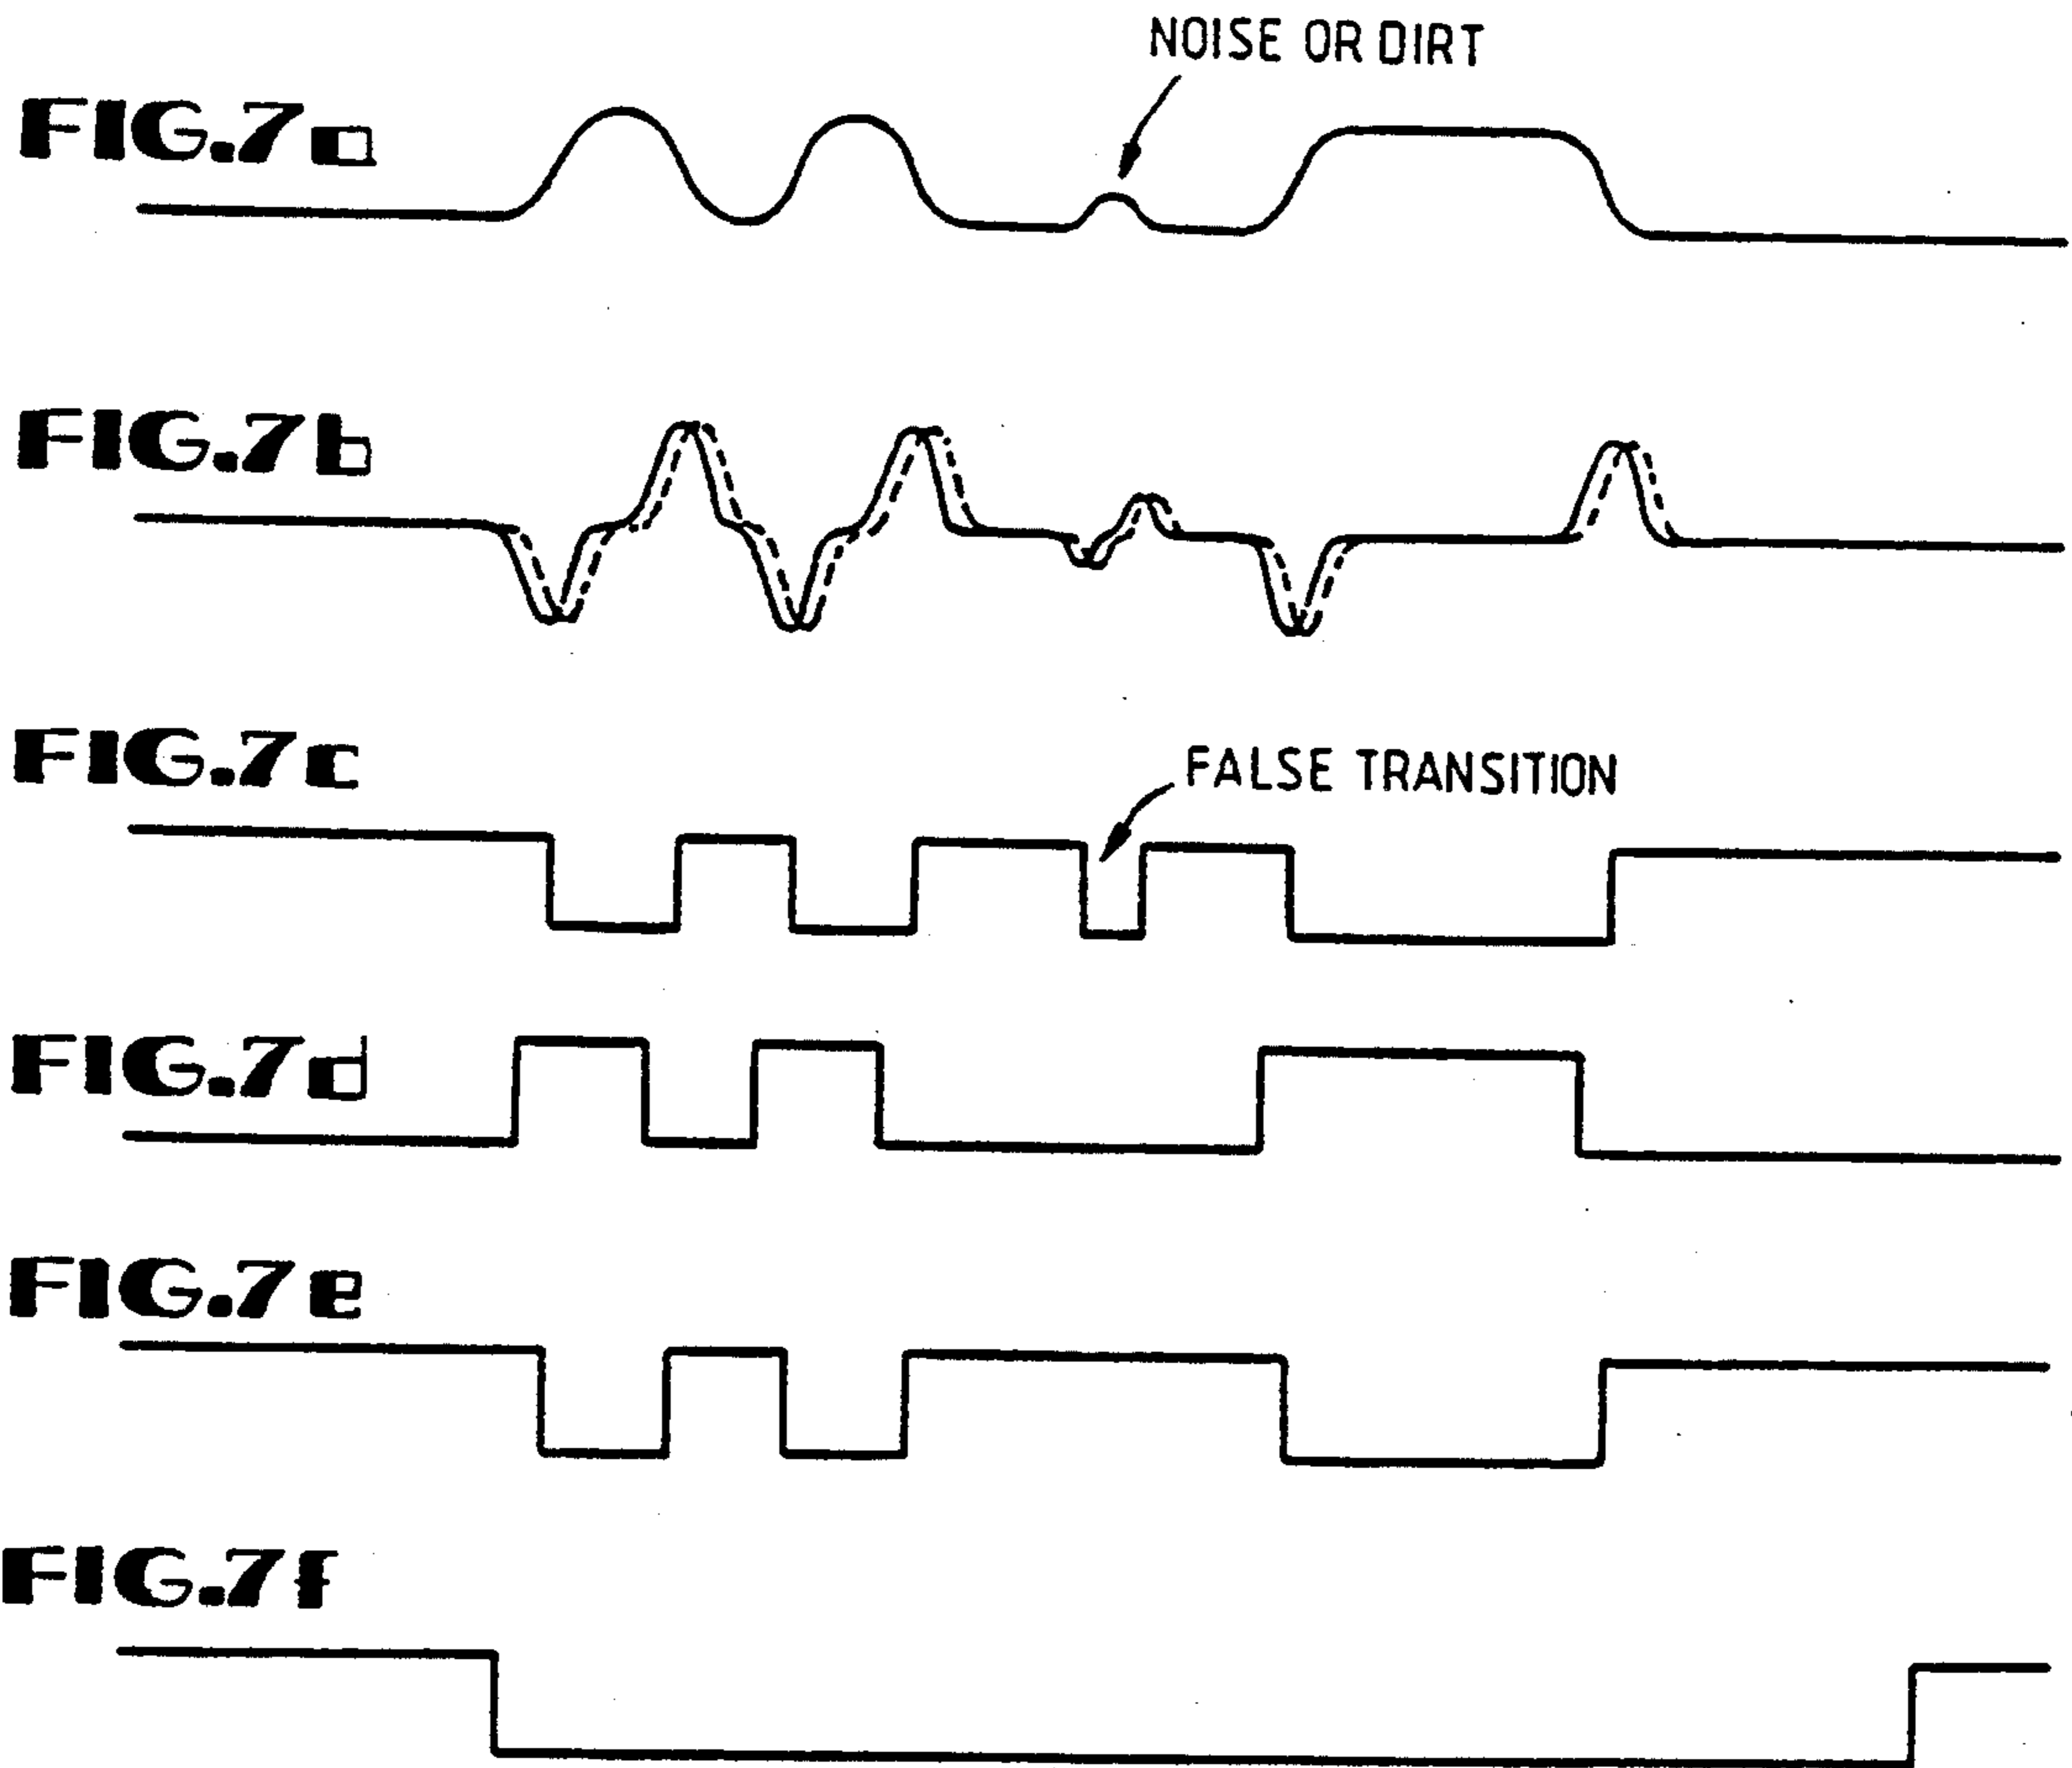 NOISE OR DIRT
FIG.7a
FIG.7b
FIG.7c
FALSE TRANSITION
FIG.7d
FIG.7e
FIG.7f